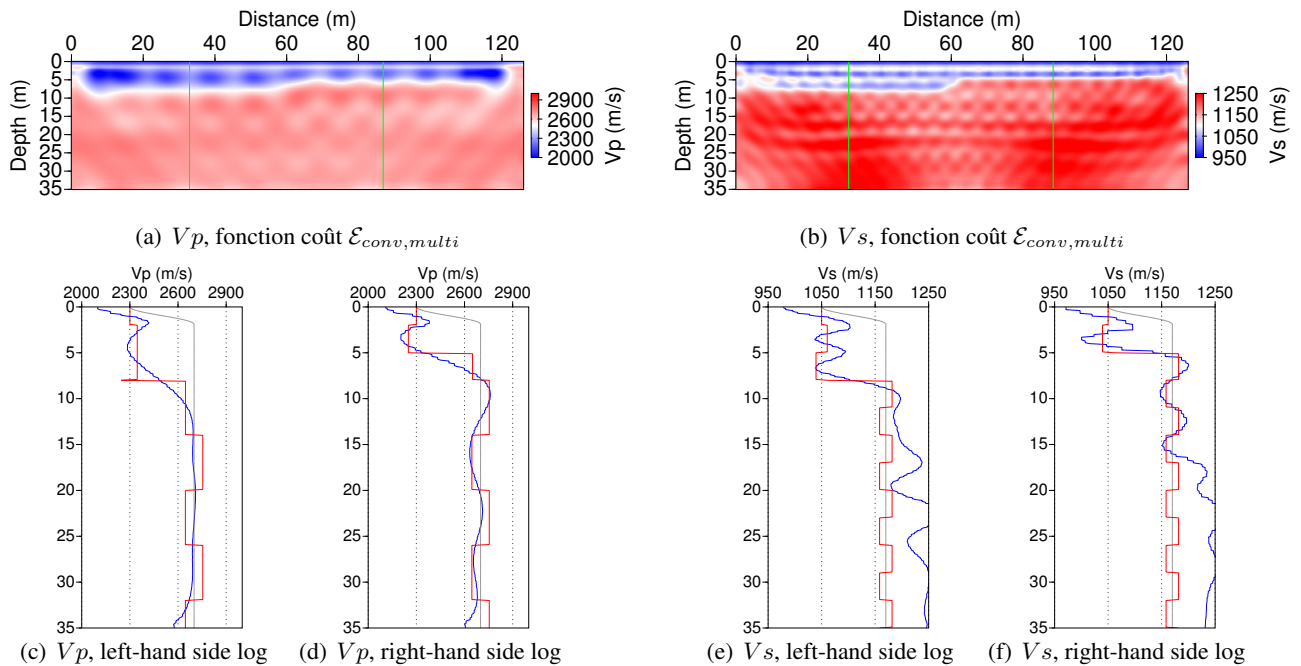 Distance (m)
0 20 40 60 80 100 120
0
5
10
15
20
25
30
35
Depth (m)
2900
2600
2300
2000
Vp (m/s)
(a) Vp, fonction coût ℰconv,multi
Distance (m)
0 20 40 60 80 100 120
0
5
10
15
20
25
30
35
Depth (m)
1250
1150
1050
950
Vs (m/s)
(b) Vs, fonction coût ℰconv,multi
Vp (m/s)
2000 2300 2600 2900
0
5
10
15
20
25
30
35
(c) Vp, left-hand side log
Vp (m/s)
2000 2300 2600 2900
0
5
10
15
20
25
30
35
(d) Vp, right-hand side log
Vs (m/s)
950 1050 1150 1250
0
5
10
15
20
25
30
35
(e) Vs, left-hand side log
Vs (m/s)
950 1050 1150 1250
0
5
10
15
20
25
30
35
(f) Vs, right-hand side log